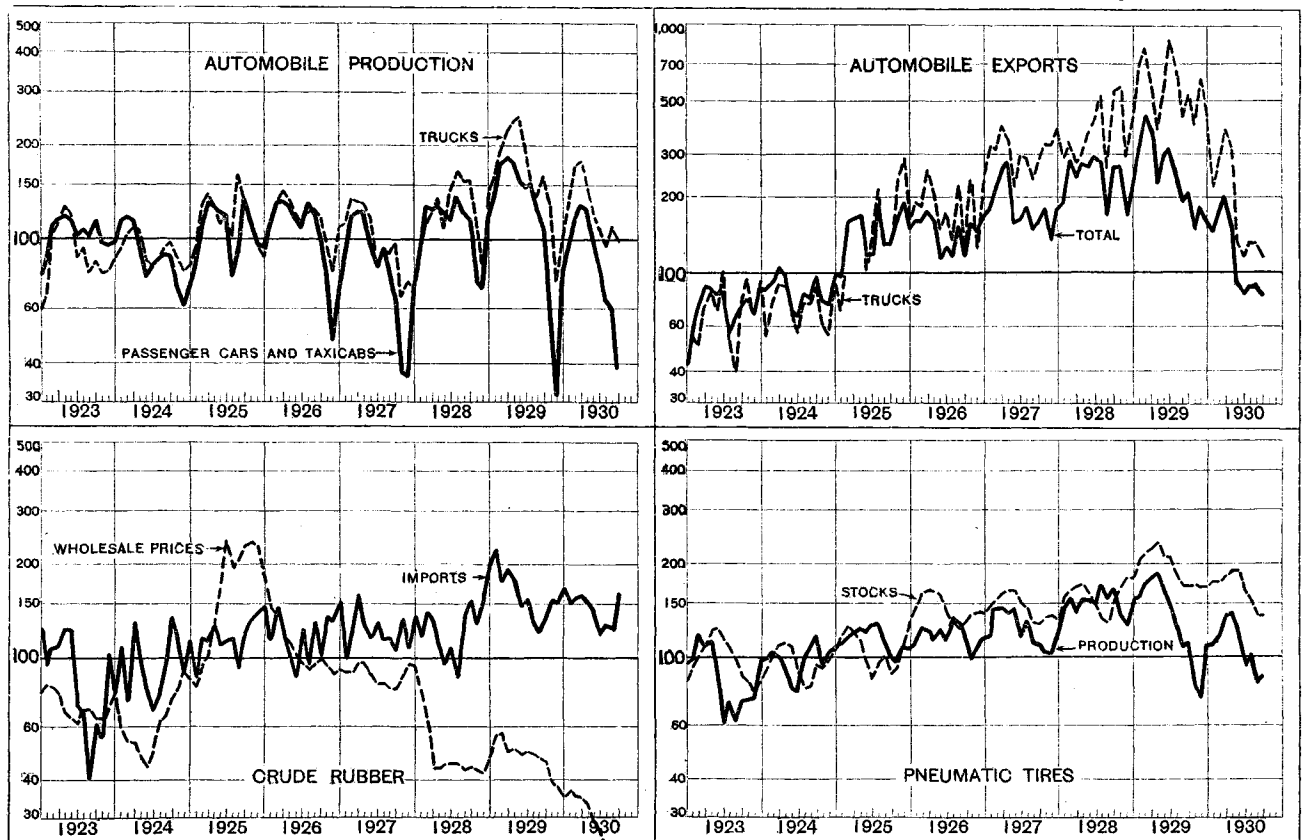 AUTOMOBILE PRODUCTION
500
400
300
200
150
100
60
40
30
TRUCKS
PASSENGER CARS AND TAXICABS
1923 1924 1925 1926 1927 1928 1929 1930
AUTOMOBILE EXPORTS
1,000
700
500
300
200
100
60
40
30
TOTAL
TRUCKS
1923 1924 1925 1926 1927 1928 1929 1930
500
400
300
200
150
100
60
40
30
WHOLESALE PRICES
IMPORTS
CRUDE RUBBER
1923 1924 1925 1926 1927 1928 1929 1930
500
400
300
200
150
100
60
40
30
STOCKS
PRODUCTION
PNEUMATIC TIRES
1923 1924 1925 1926 1927 1928 1929 1930